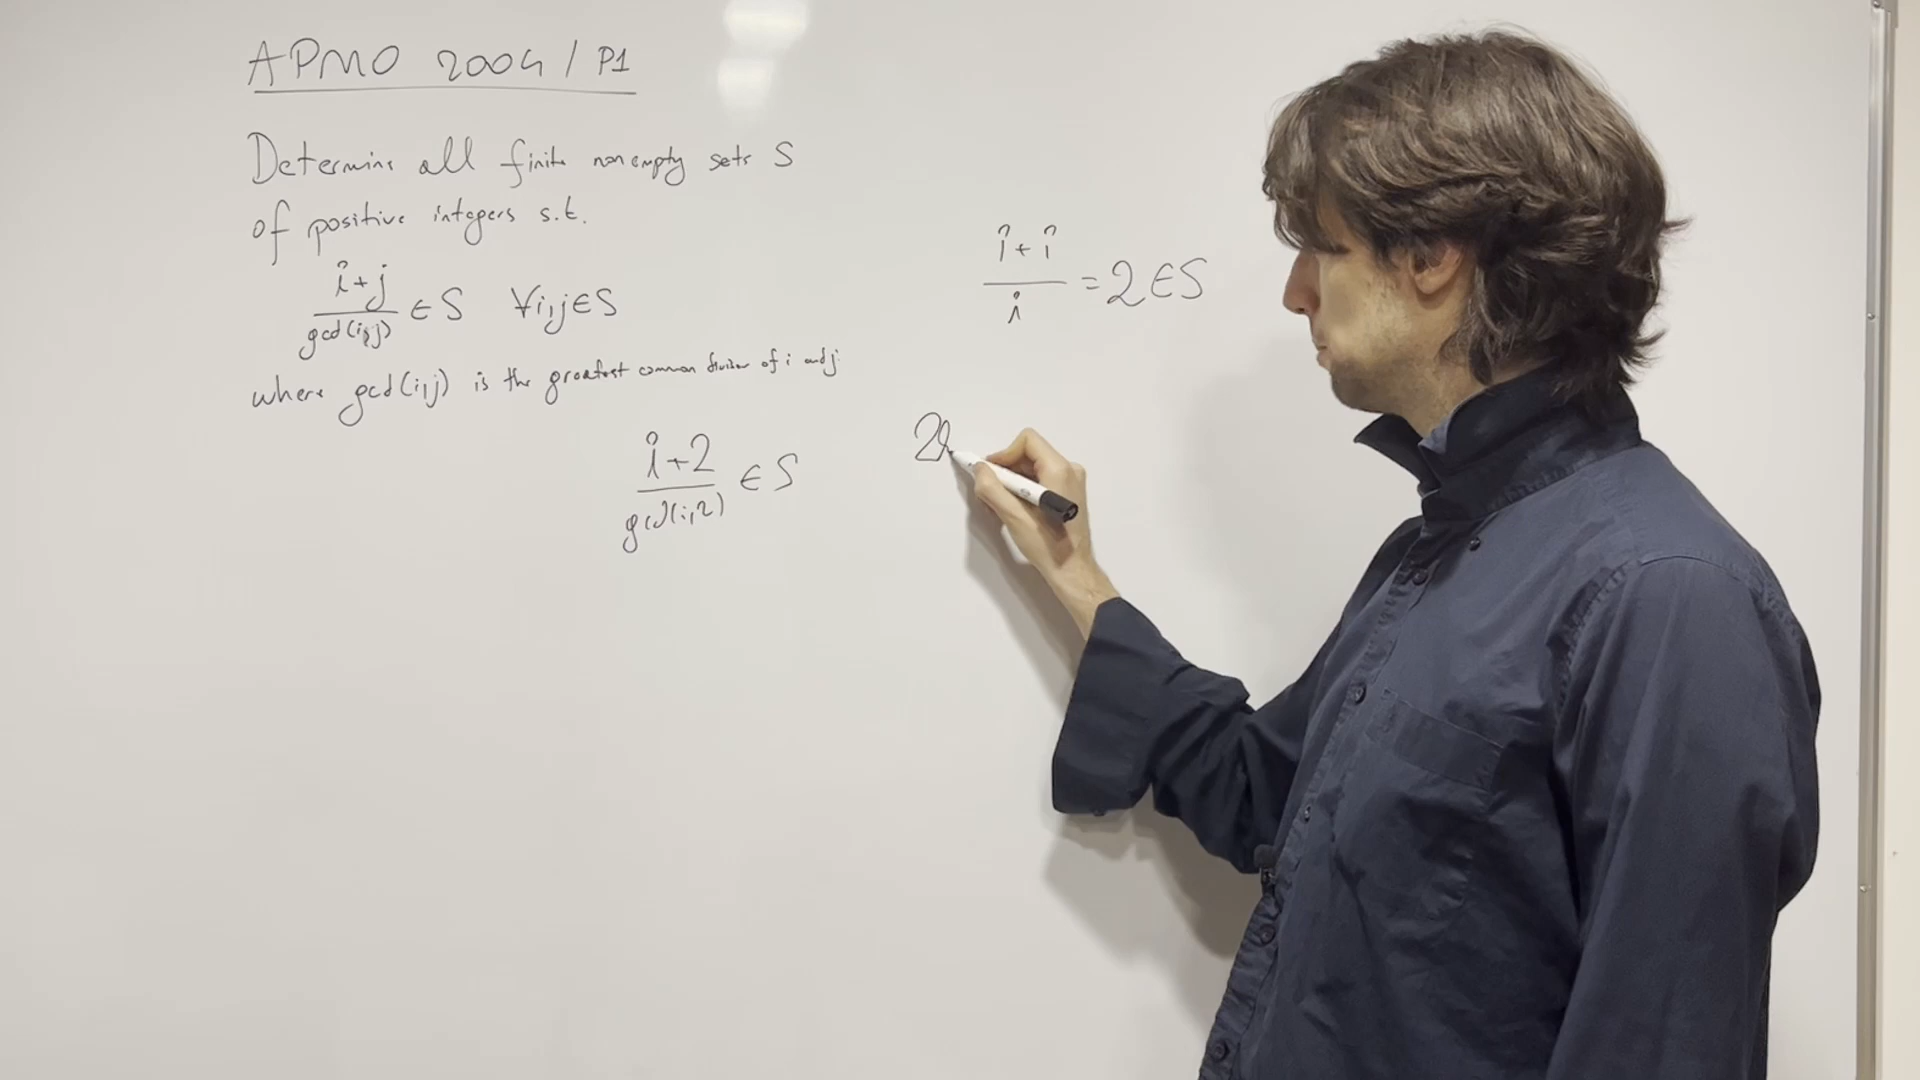 APMO 2004 / P1
Determine all finite nonempty sets S
of positive integers s.t.
i+j / gcd(i,j) ∈ S ∀i,j∈S
where gcd(i,j) is the greatest common divisor of i and j
i+i / i = 2 ∈ S
i+2 / gcd(i,2) ∈ S
2